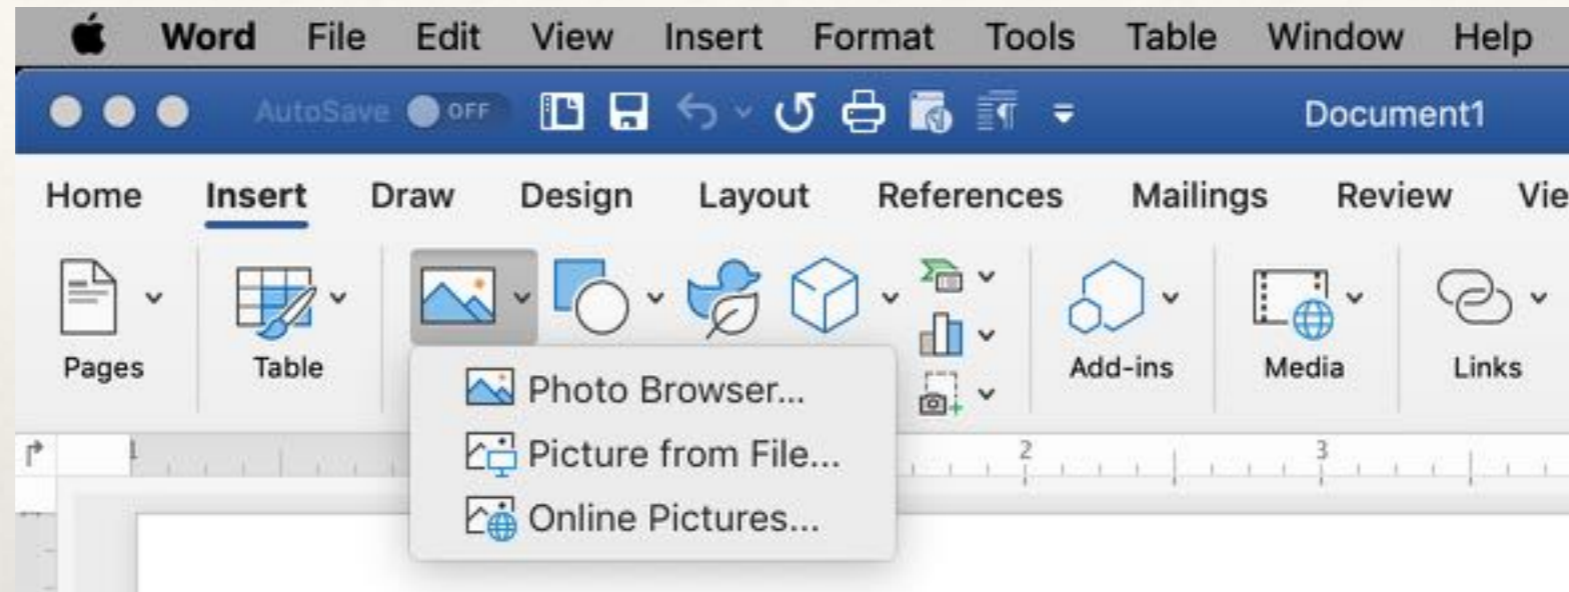 Word File Edit View Insert Format Tools Table Window Help
AutoSave OFF Document1
Home Insert Draw Design Layout References Mailings Review Vie
Pages Table Add-ins Media Links
Photo Browser...
Picture from File...
Online Pictures...
1 2 3